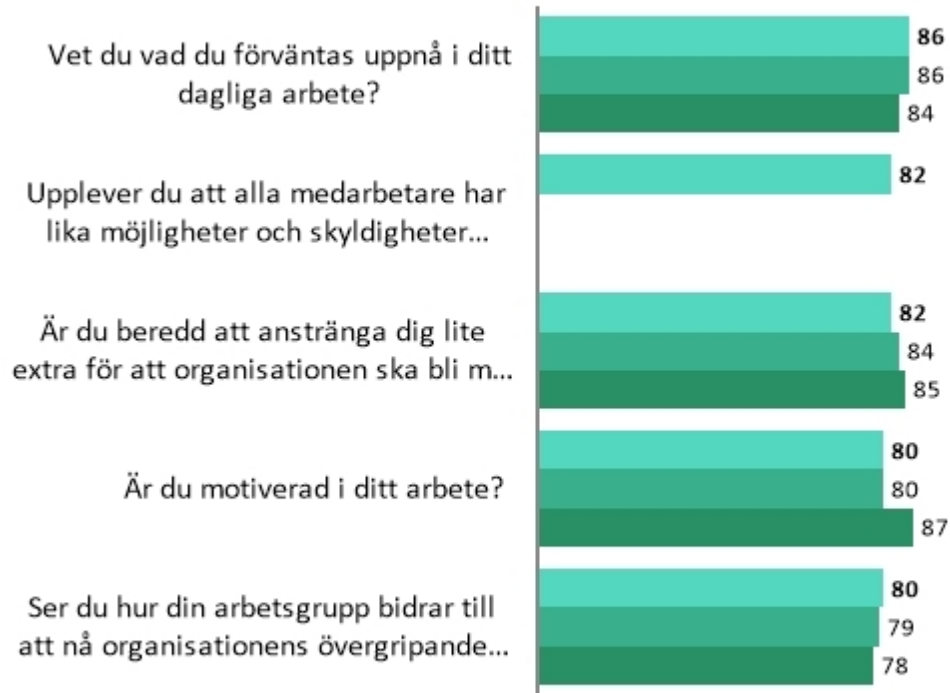 Vet du vad du förväntas uppnå i ditt
dagliga arbete?
86
86
84
Upplever du att alla medarbetare har
lika möjligheter och skyldigheter...
82
Är du beredd att anstränga dig lite
extra för att organisationen ska bli m...
82
84
85
Är du motiverad i ditt arbete?
80
80
87
Ser du hur din arbetsgrupp bidrar till
att nå organisationens övergripande...
80
79
78